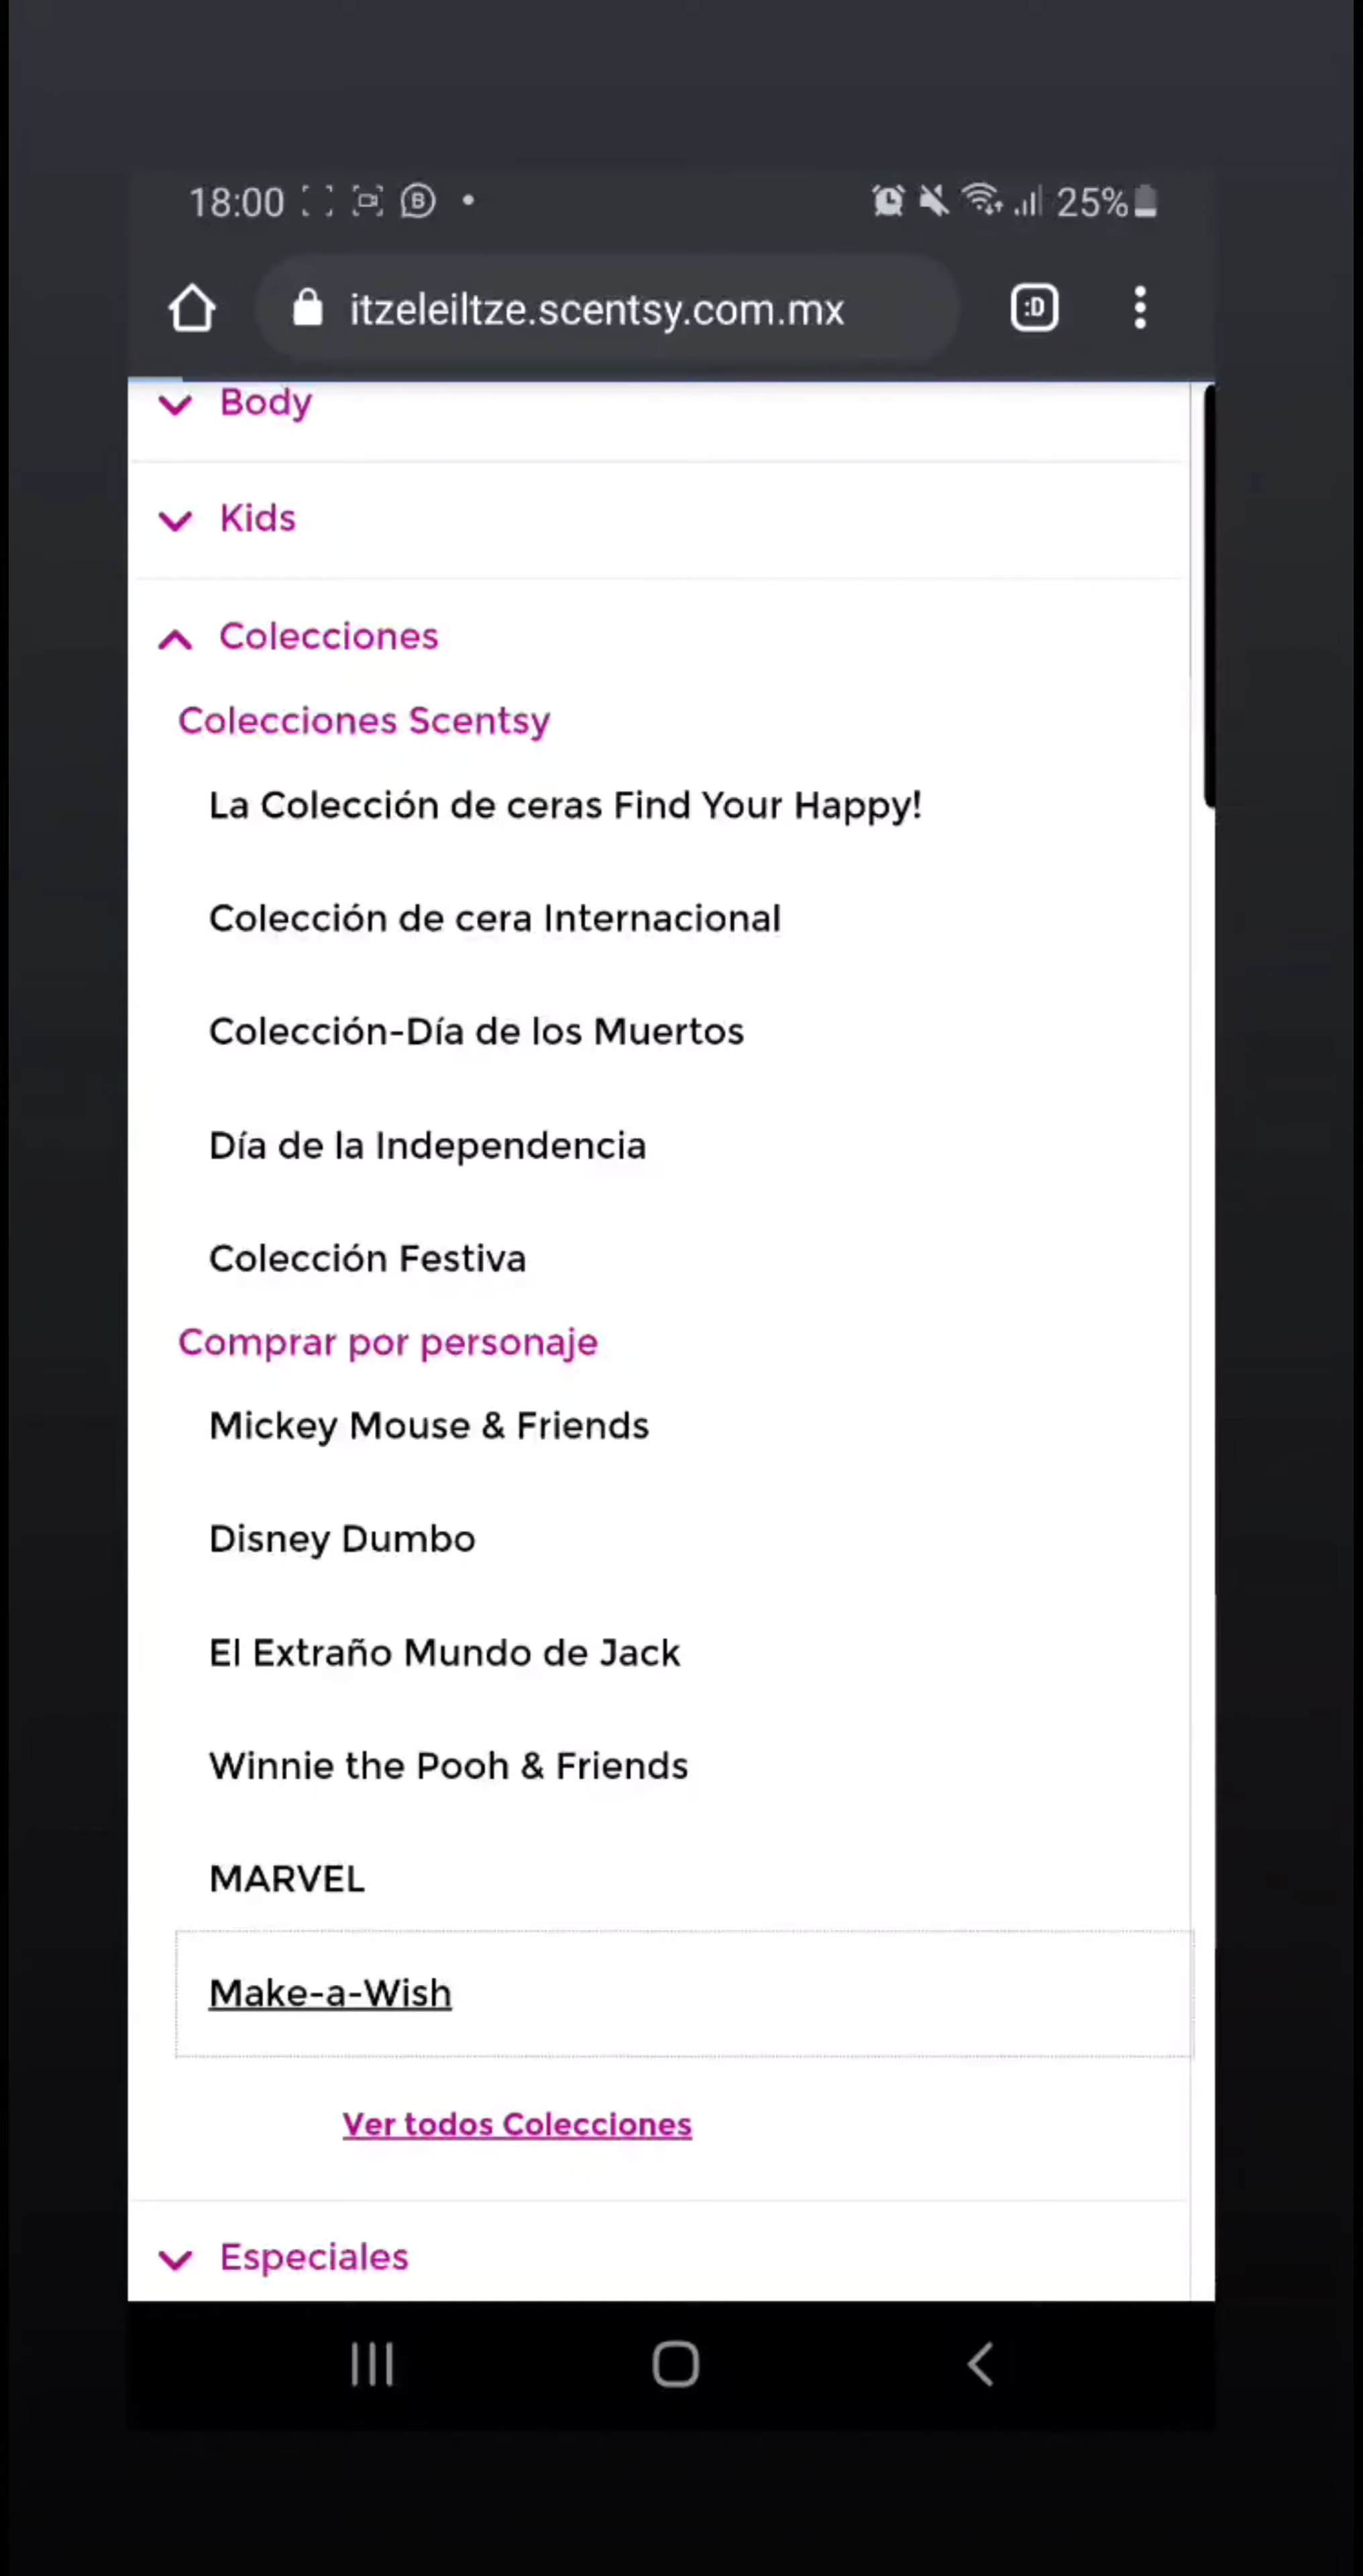 18:00
25%
itzeleiltze.scentsy.com.mx
:D
Body
Kids
Colecciones
Colecciones Scentsy
La Colección de ceras Find Your Happy!
Colección de cera Internacional
Colección-Día de los Muertos
Día de la Independencia
Colección Festiva
Comprar por personaje
Mickey Mouse & Friends
Disney Dumbo
El Extraño Mundo de Jack
Winnie the Pooh & Friends
MARVEL
Make-a-Wish
Ver todos Colecciones
Especiales